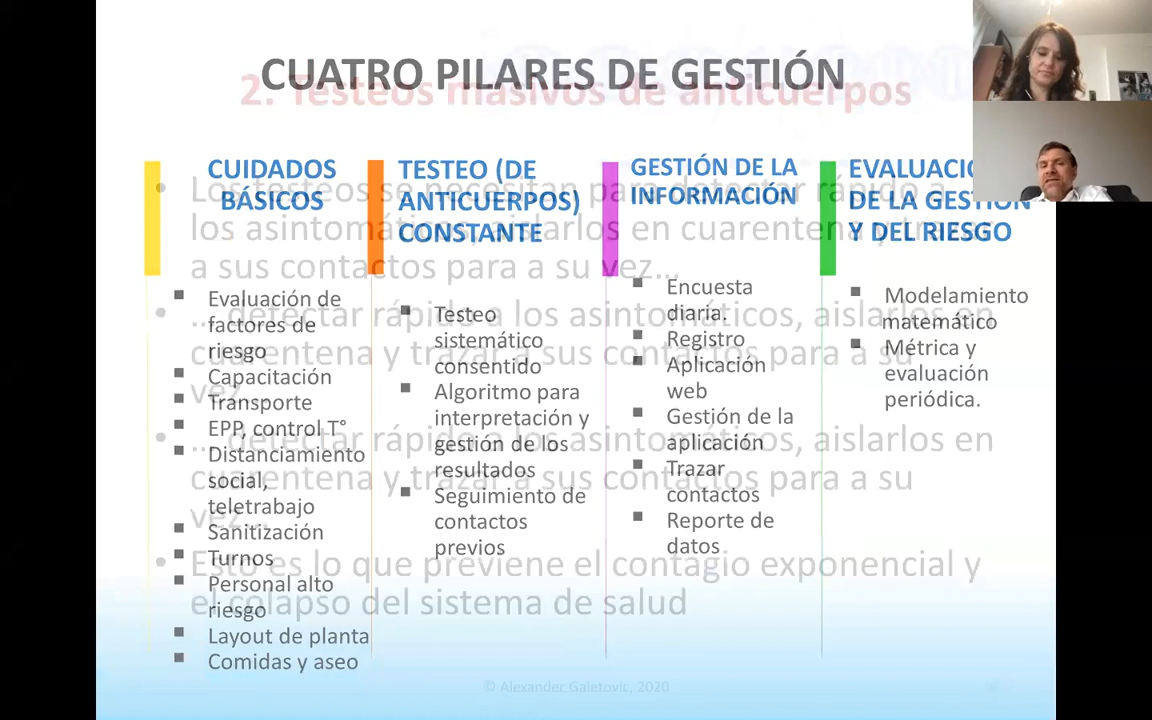 CUATRO PILARES DE GESTIÓN
CUIDADOS
BÁSICOS
Evaluación de
factores de
riesgo
Capacitación
Transporte
EPP, control T°
Distanciamiento
social,
teletrabajo
Sanitización
Turnos
Personal alto
riesgo
Layout de planta
Comidas y aseo
TESTEO (DE
ANTICUERPOS)
CONSTANTE
Testeo
sistemático
consentido
Algoritmo para
interpretación y
gestión de los
resultados
Seguimiento de
contactos
previos
GESTIÓN DE LA
INFORMACIÓN
Encuesta
diaria.
Registro
Aplicación
web
Gestión de la
aplicación
Trazar
contactos
Reporte de
datos
EVALUACIÓN
DE LA GESTIÓN
Y DEL RIESGO
Modelamiento
matemático
Métrica y
evaluación
periódica.
2. Testeos masivos de anticuerpos
Los testeos se necesitan para detectar rápido a
los asintomáticos, aislarlos en cuarentena y trazar
a sus contactos para a su vez...
... detectar rápido a los asintomáticos, aislarlos en
cuarentena y trazar a sus contactos para a su
vez...
... detectar rápido a los asintomáticos, aislarlos en
cuarentena y trazar a sus contactos para a su
vez...
Esto es lo que previene el contagio exponencial y
el colapso del sistema de salud
© Alexander Galetovic, 2020